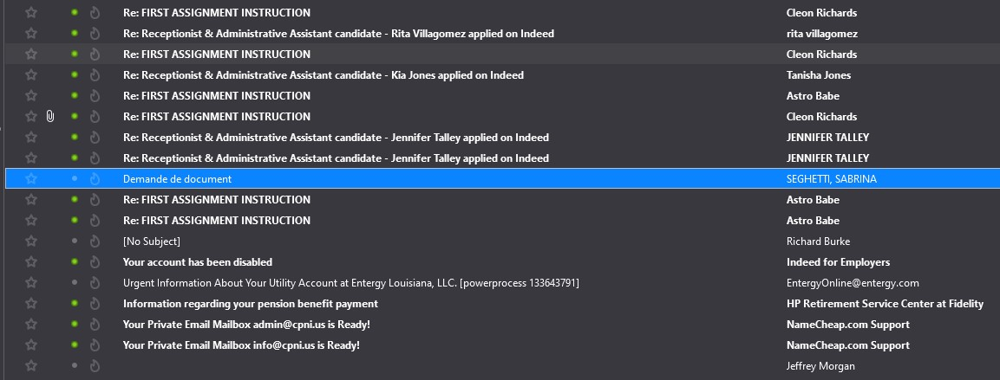 Re: FIRST ASSIGNMENT INSTRUCTION Cleon Richards
Re: Receptionist & Administrative Assistant candidate - Rita Villagomez applied on Indeed rita villagomez
Re: FIRST ASSIGNMENT INSTRUCTION Cleon Richards
Re: Receptionist & Administrative Assistant candidate - Kia Jones applied on Indeed Tanisha Jones
Re: FIRST ASSIGNMENT INSTRUCTION Astro Babe
Re: FIRST ASSIGNMENT INSTRUCTION Cleon Richards
Re: Receptionist & Administrative Assistant candidate - Jennifer Talley applied on Indeed JENNIFER TALLEY
Re: Receptionist & Administrative Assistant candidate - Jennifer Talley applied on Indeed JENNIFER TALLEY
Demande de document SEGHETTI, SABRINA
Re: FIRST ASSIGNMENT INSTRUCTION Astro Babe
Re: FIRST ASSIGNMENT INSTRUCTION Astro Babe
[No Subject] Richard Burke
Your account has been disabled Indeed for Employers
Urgent Information About Your Utility Account at Entergy Louisiana, LLC. [powerprocess 133643791] EntergyOnline@entergy.com
Information regarding your pension benefit payment HP Retirement Service Center at Fidelity
Your Private Email Mailbox admin@cpni.us is Ready! NameCheap.com Support
Your Private Email Mailbox info@cpni.us is Ready! NameCheap.com Support
Jeffrey Morgan